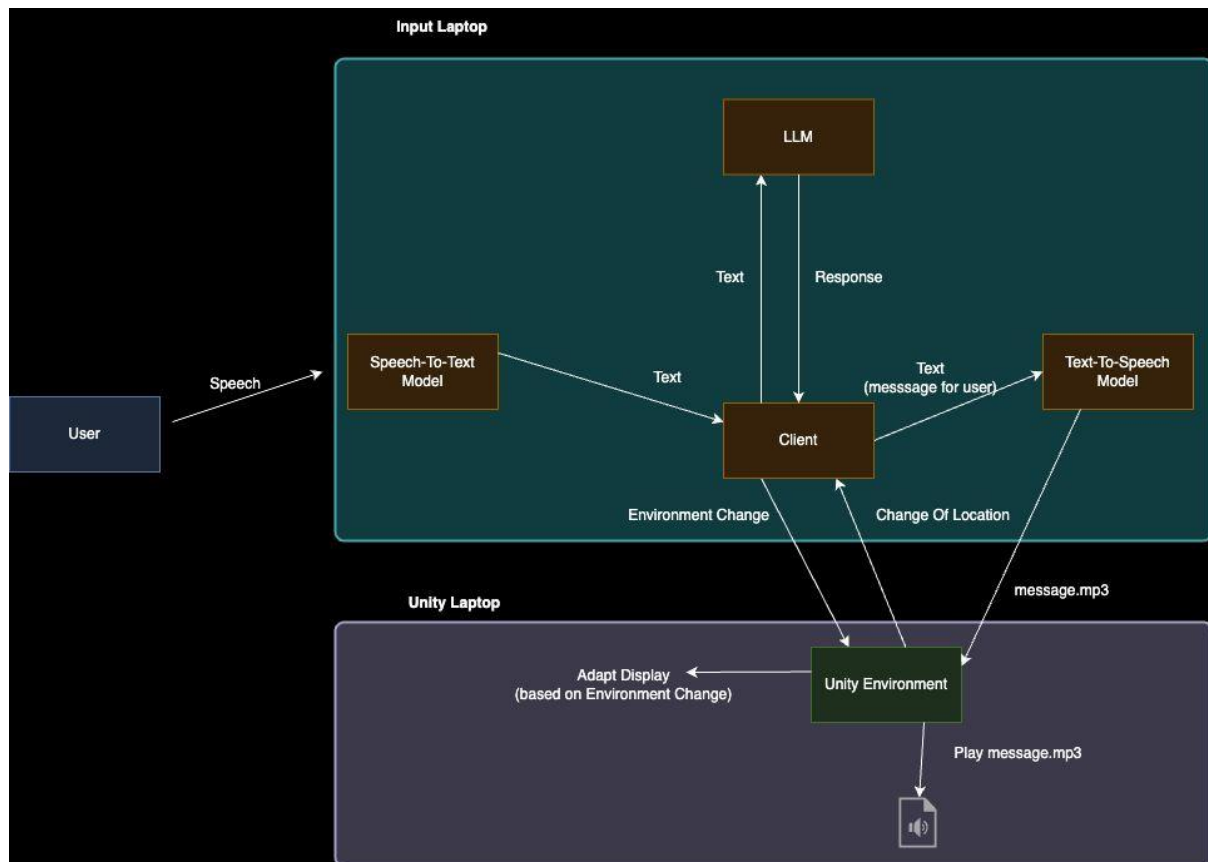 Input Laptop
LLM
Text
Response
Speech-To-Text
Model
Speech
Text
Text
(messsage for user)
Text-To-Speech
Model
User
Client
Environment Change
Change Of Location
message.mp3
Unity Laptop
Adapt Display
(based on Environment Change)
Unity Environment
Play message.mp3